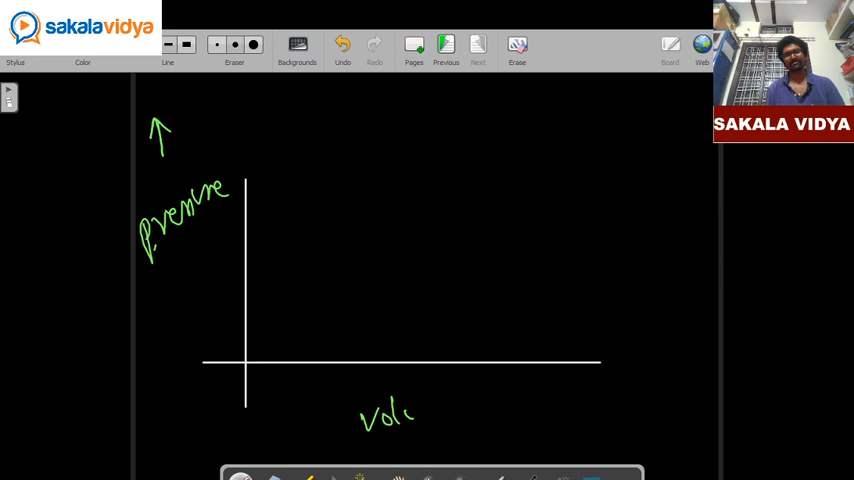 sakalavidya
Stylus Color Line Eraser Backgrounds Undo Redo Pages Previous Next Erase Board Web
SAKALA VIDYA
Pressure
Volu